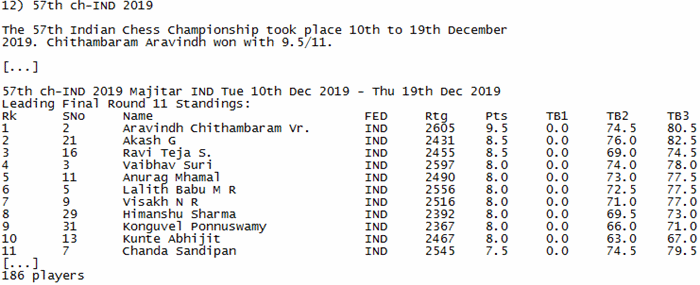 12) 57th ch-IND 2019
The 57th Indian Chess Championship took place 10th to 19th December
2019. Chithambaram Aravindh won with 9.5/11.
[...]
57th ch-IND 2019 Majitar IND Tue 10th Dec 2019 - Thu 19th Dec 2019
Leading Final Round 11 Standings:
Rk SNo Name FED Rtg Pts TB1 TB2 TB3
1 2 Aravindh Chithambaram Vr. IND 2605 9.5 0.0 74.5 80.5
2 21 Akash G IND 2431 8.5 0.0 76.0 82.5
3 16 Ravi Teja S. IND 2455 8.5 0.0 69.0 74.5
4 3 Vaibhav Suri IND 2597 8.0 0.0 74.0 78.0
5 11 Anurag Mhamal IND 2490 8.0 0.0 73.0 77.5
6 5 Lalith Babu M R IND 2556 8.0 0.0 72.5 77.5
7 9 Visakh N R IND 2516 8.0 0.0 71.0 77.0
8 29 Himanshu Sharma IND 2392 8.0 0.0 69.5 73.0
9 31 Konguvel Ponnuswamy IND 2367 8.0 0.0 66.0 71.0
10 13 Kunte Abhijit IND 2467 8.0 0.0 63.0 67.0
11 7 Chanda Sandipan IND 2545 7.5 0.0 74.5 79.5
[...]
186 players